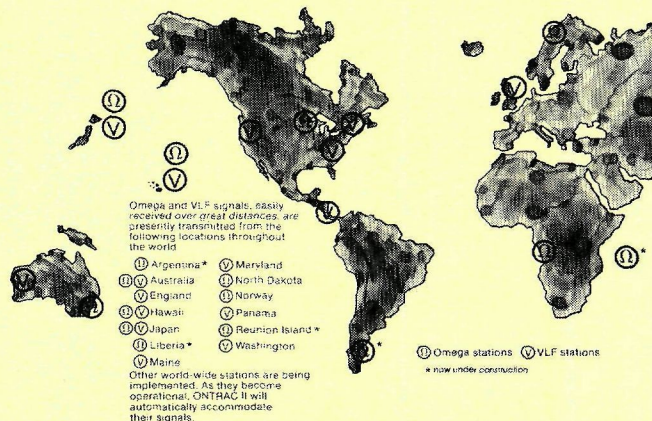 Omega and VLF signals, easily
received over great distances, are
presently transmitted from the
following locations throughout
the world
Ω Argentina*
Ω V Australia
V England
Ω V Hawaii
Ω V Japan
Ω Liberia*
V Maine
V Maryland
Ω North Dakota
Ω Norway
V Panama
Ω Reunion Island*
V Washington
Other world-wide stations are being
implemented. As they become
operational, ONTRAC II will
automatically accommodate
their signals.
Ω Omega stations V VLF stations
* now under construction